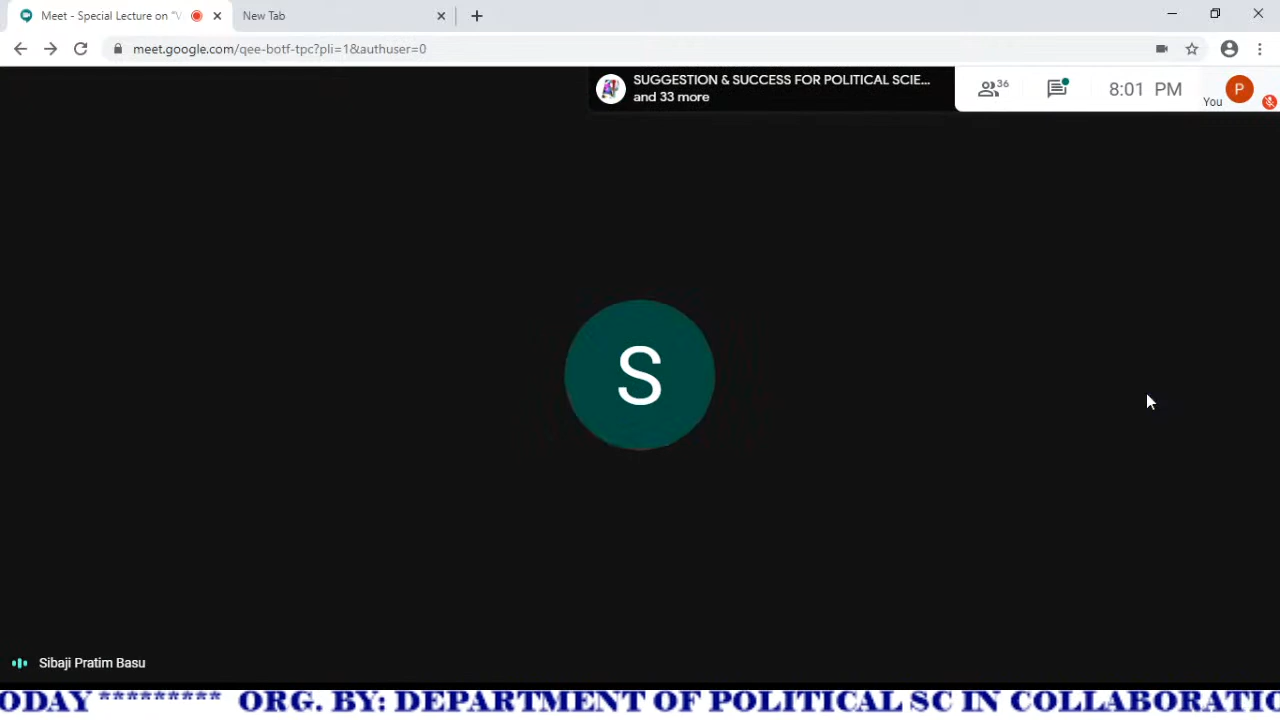 Meet - Special Lecture on "V
New Tab
meet.google.com/qee-botf-tpc?pli=1&authuser=0
SUGGESTION & SUCCESS FOR POLITICAL SCIE...
and 33 more
36
8:01 PM
You
P
S
Sibaji Pratim Basu
ODAY ********* ORG. BY: DEPARTMENT OF POLITICAL SC IN COLLABORATIO